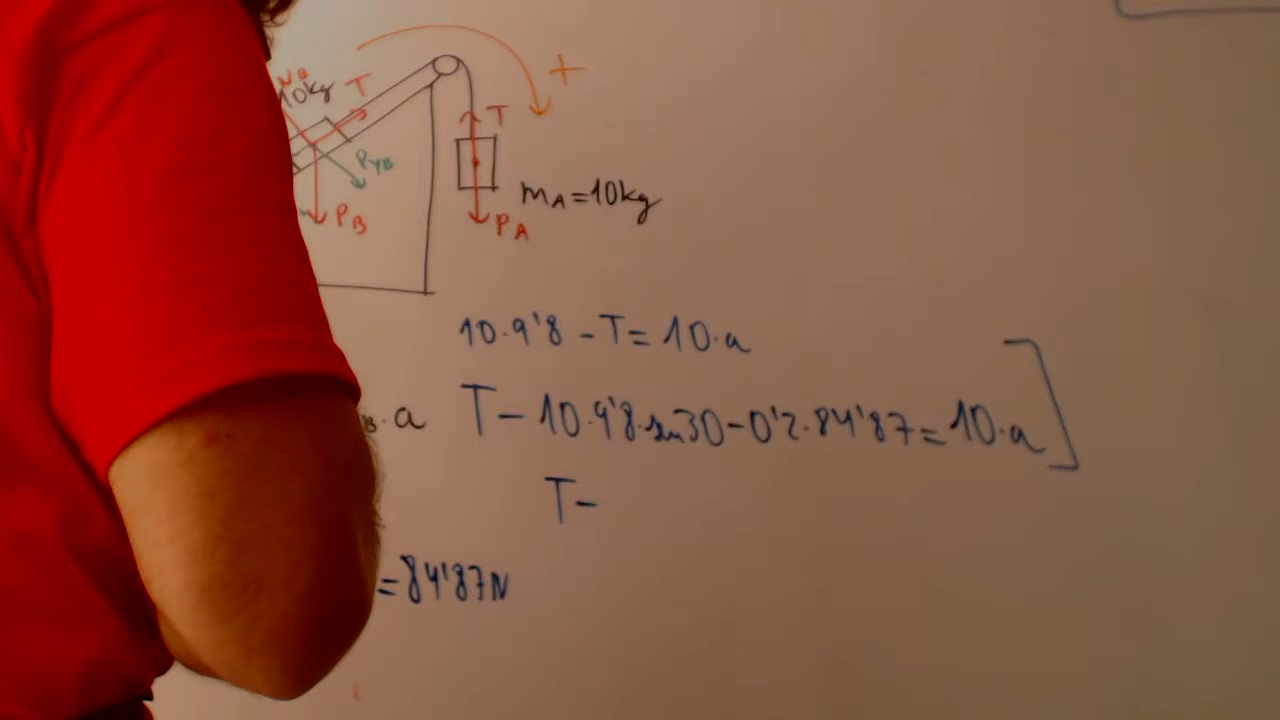 NB
10kg T
+
T
PYB
mA=10kg
PB
PA
10·9'8 - T = 10·a
B·a T - 10·9'8·sen30 - 0'2·84'87 = 10·a
T -
= 84'87N